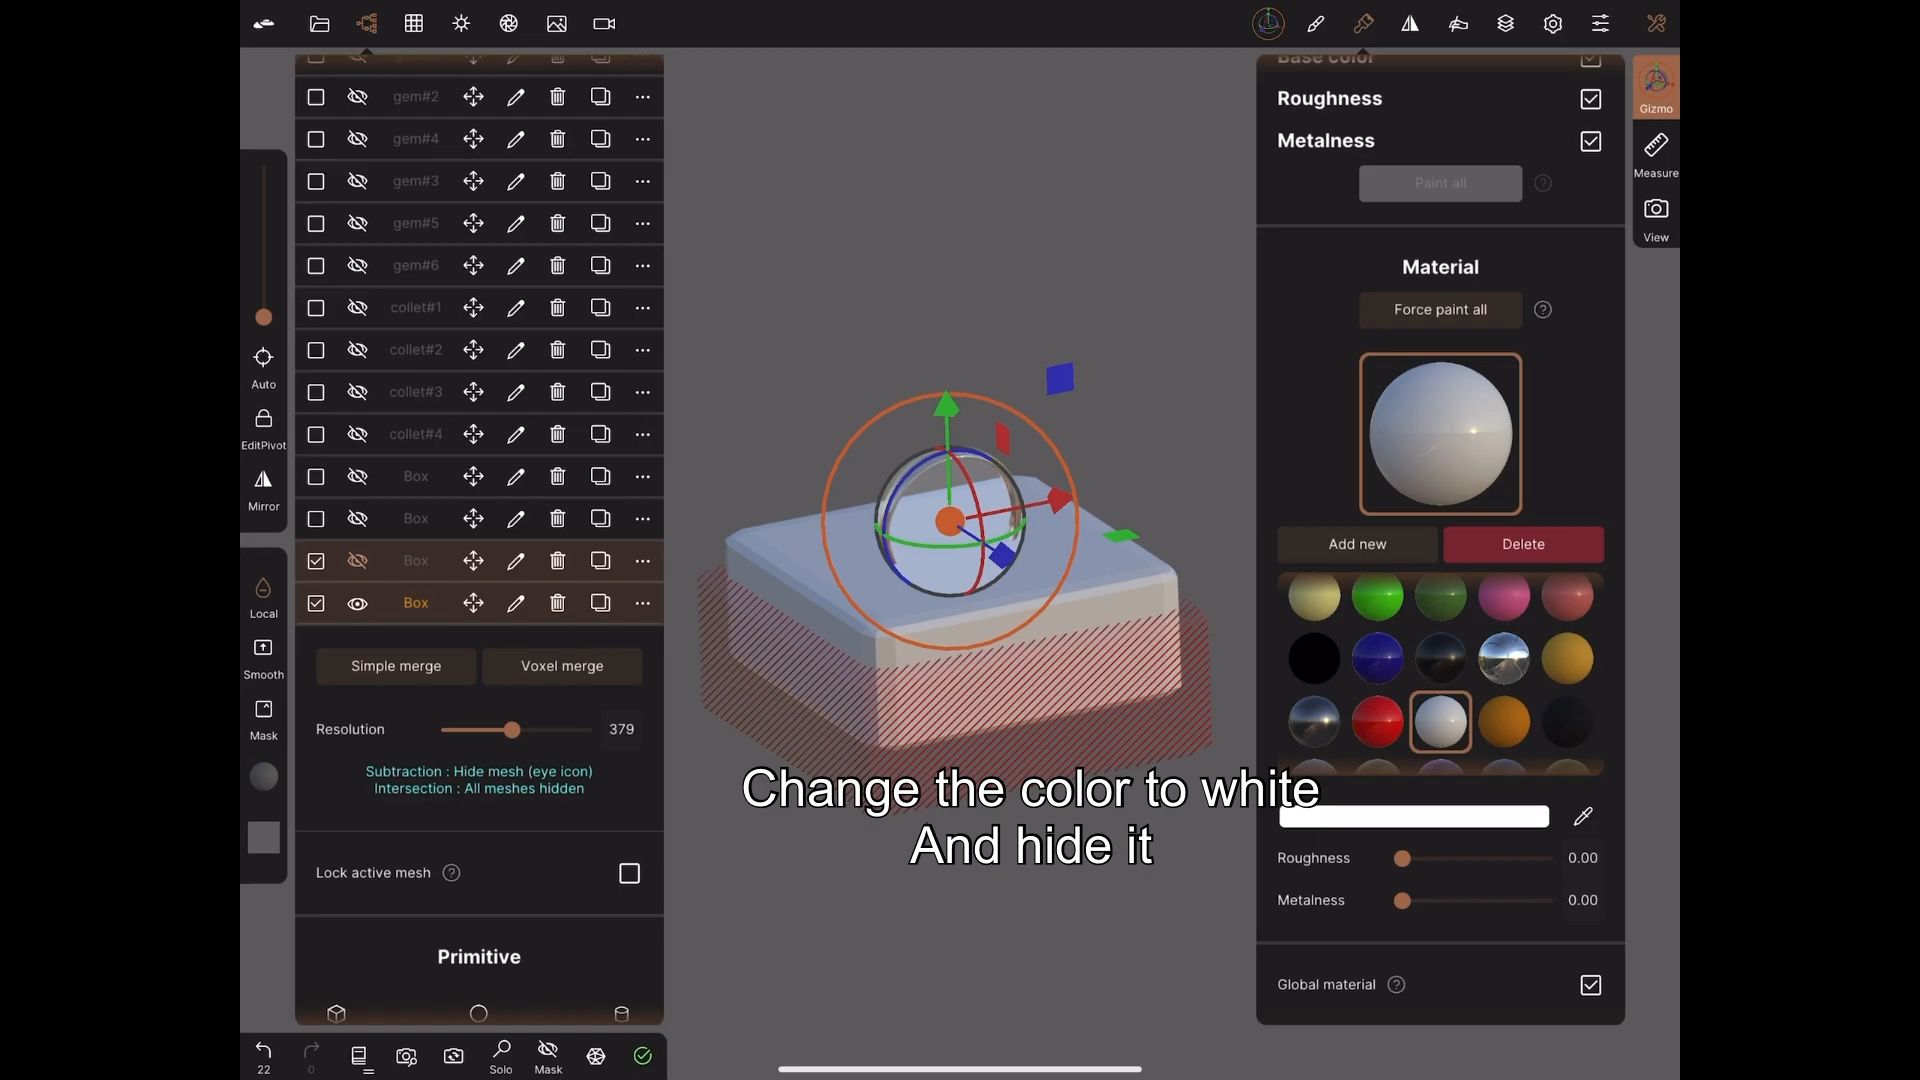 gem#2
gem#4
gem#3
gem#5
gem#6
collet#1
collet#2
collet#3
collet#4
Box
Box
Box
Box
Simple merge
Voxel merge
Resolution
379
Subtraction : Hide mesh (eye icon)
Intersection : All meshes hidden
Lock active mesh
?
Primitive
Auto
EditPivot
Mirror
Local
Smooth
Mask
22
0
Solo
Mask
Change the color to white
And hide it
Base color
Roughness
Metalness
Paint all
?
Material
Force paint all
?
Add new
Delete
Roughness
0.00
Metalness
0.00
Global material
?
Gizmo
Measure
View